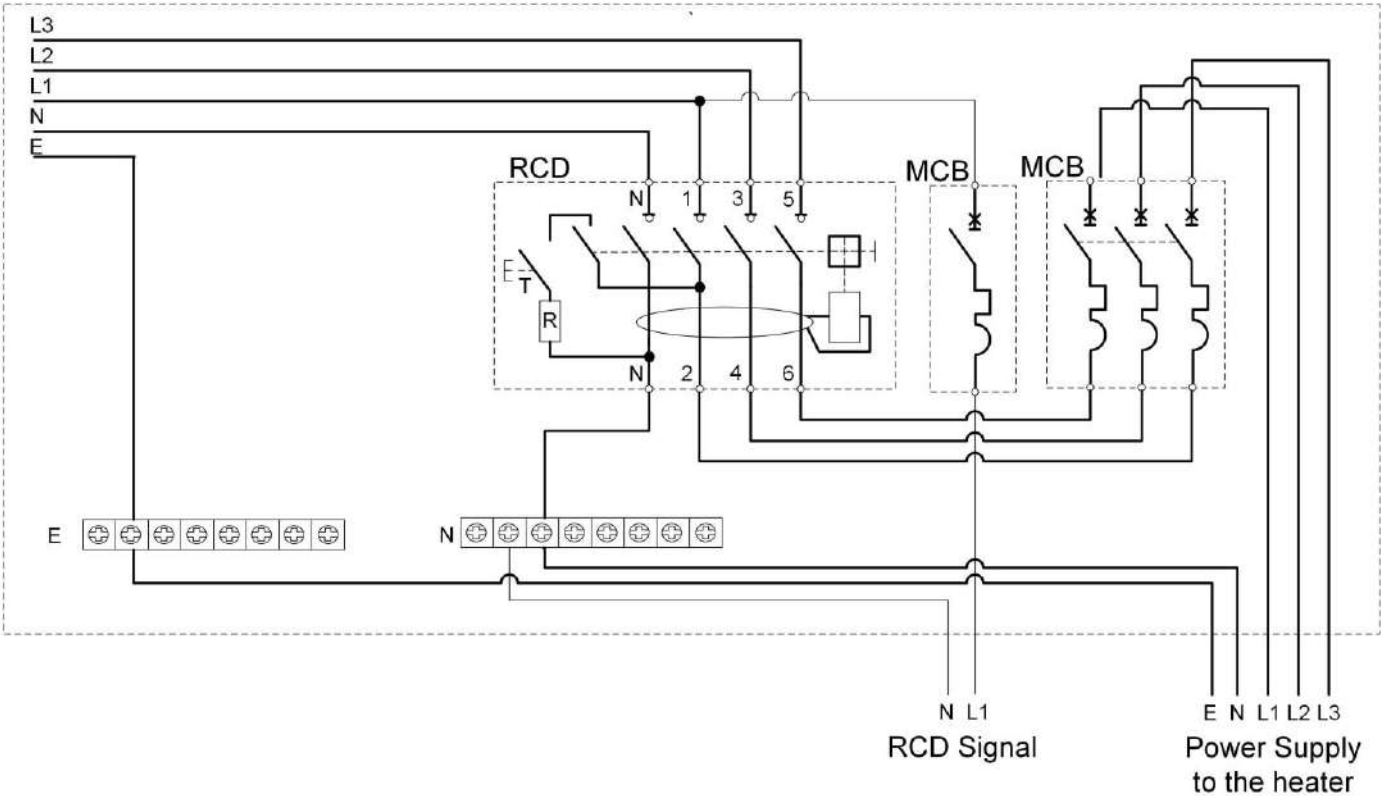 L3
L2
L1
N
E
RCD
MCB
MCB
N 1 3 5
T
R
N 2 4 6
E
N
N L1
E N L1 L2 L3
RCD Signal
Power Supply
to the heater